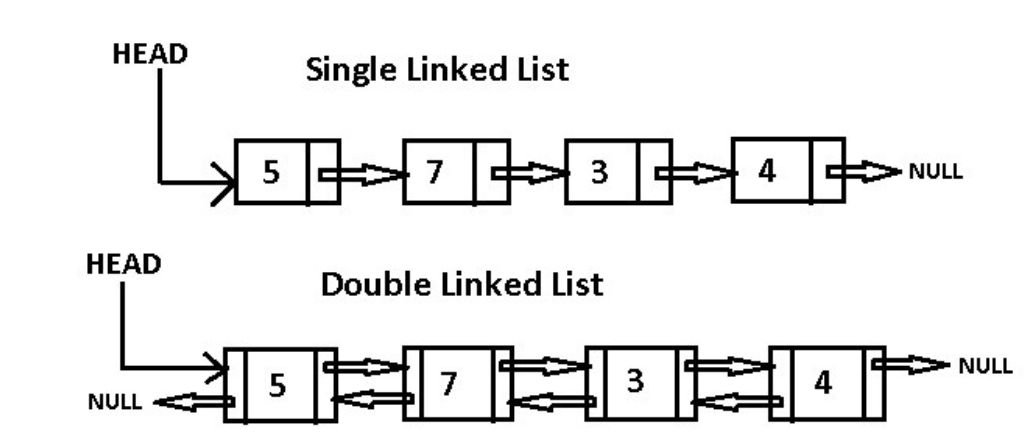 HEAD
Single Linked List
5 7 3 4 NULL
HEAD
Double Linked List
5 7 3 4 NULL
NULL